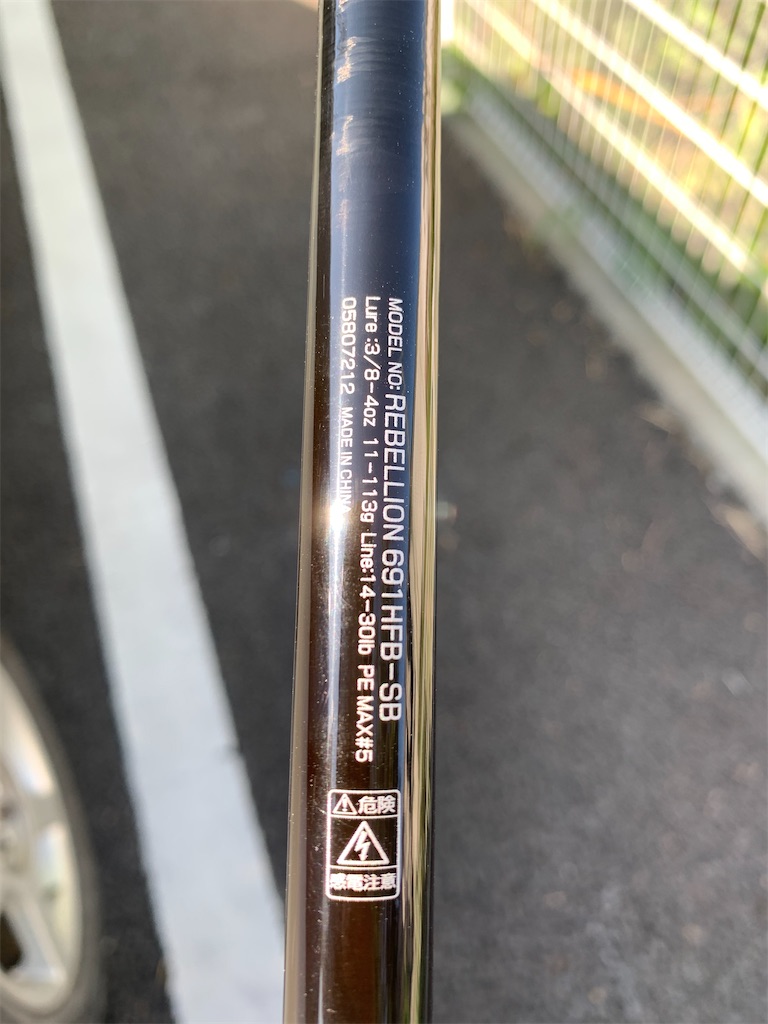 MODEL NO: REBELLION 691HFB-SB
Lure :3/8-4oz 11-113g Line:14-30lb PE MAX#5
05807212 MADE IN CHINA
危険
感電注意